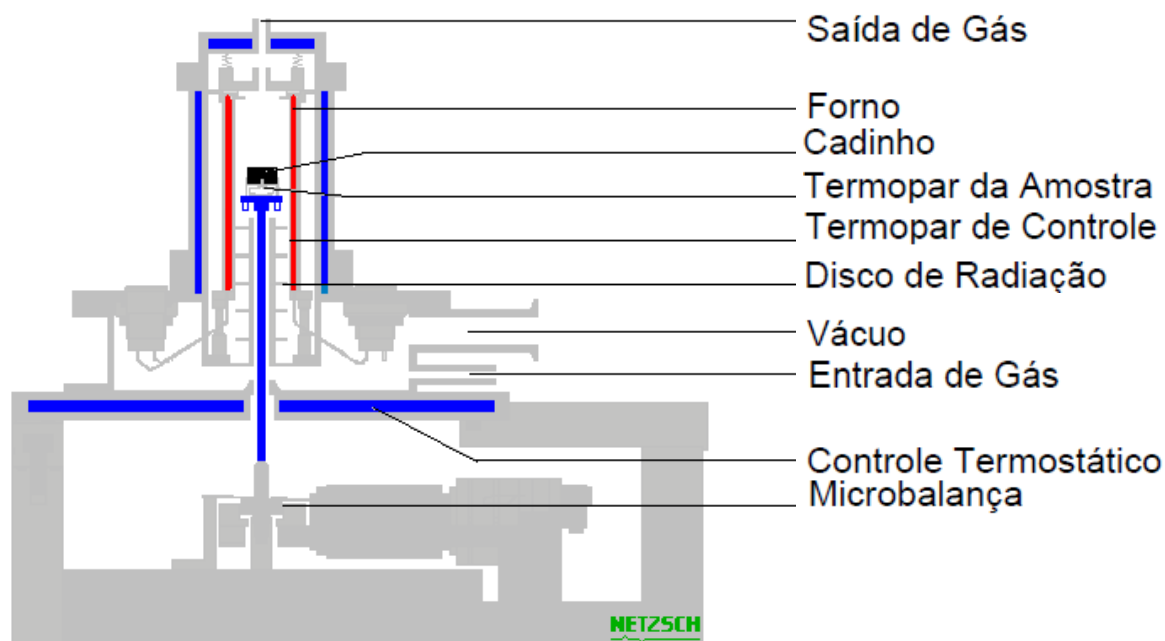 Saída de Gás
Forno
Cadinho
Termopar da Amostra
Termopar de Controle
Disco de Radiação
Vácuo
Entrada de Gás
Controle Termostático
Microbalança
NETZSCH